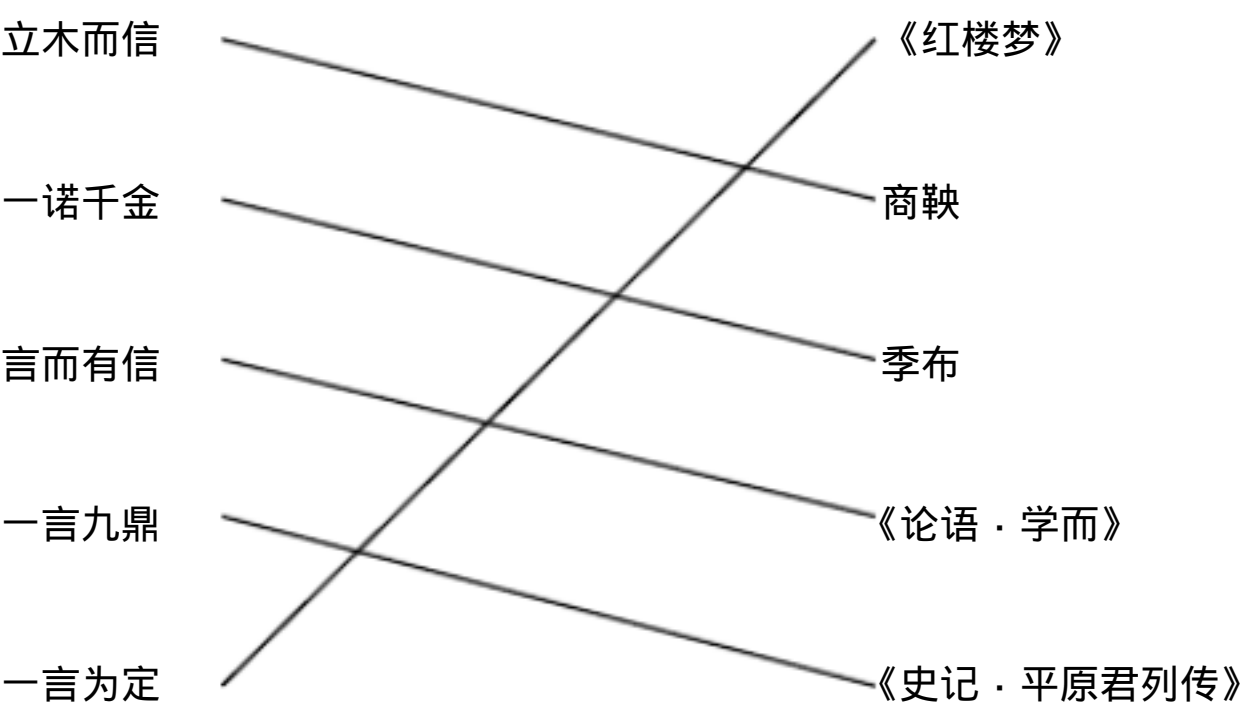 立木而信 《红楼梦》
一诺千金 商鞅
言而有信 季布
一言九鼎 《论语·学而》
一言为定 《史记·平原君列传》